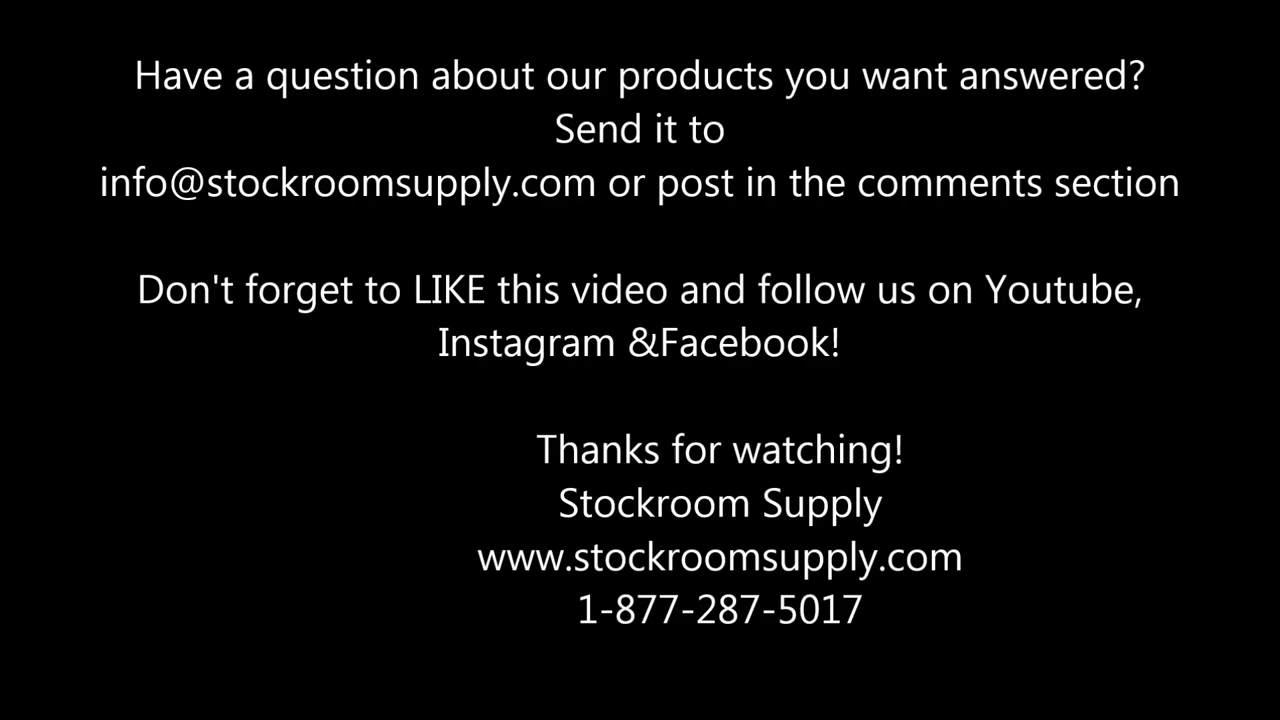 Have a question about our products you want answered?
Send it to
info@stockroomsupply.com or post in the comments section
Don't forget to LIKE this video and follow us on Youtube,
Instagram &Facebook!
Thanks for watching!
Stockroom Supply
www.stockroomsupply.com
1-877-287-5017